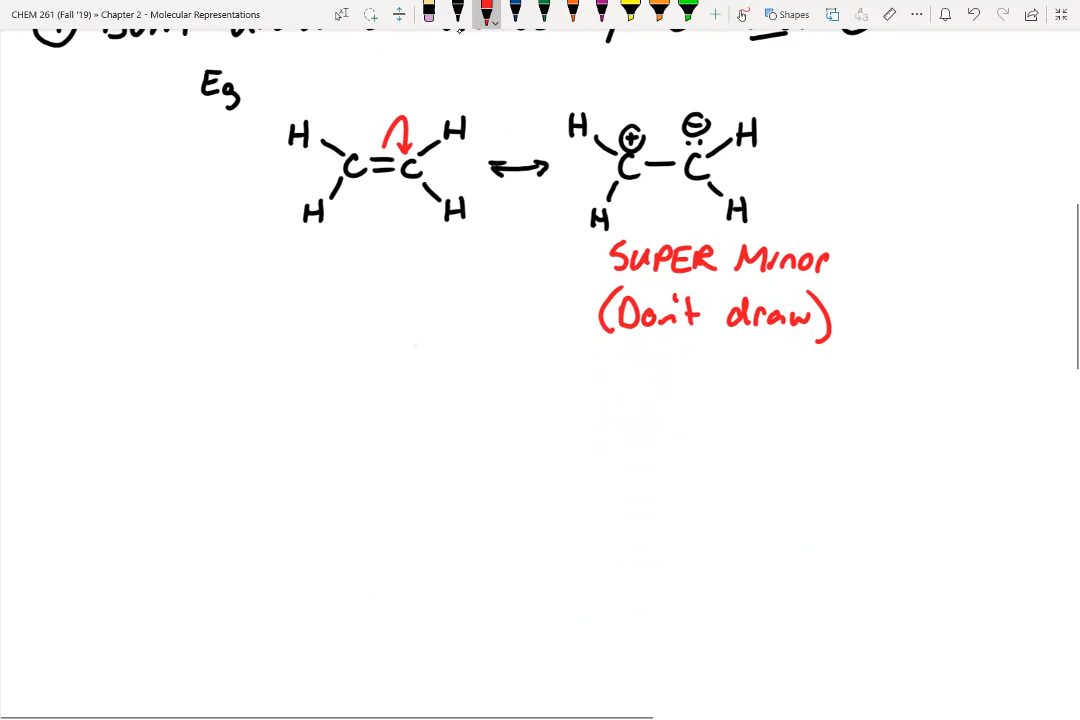 CHEM 261 (Fall '19) » Chapter 2 - Molecular Representations
Shapes
Eg
H H H ⊕ ⊖ H
C=C ↔ C–C
H H H H
SUPER Minor
(Don't draw)